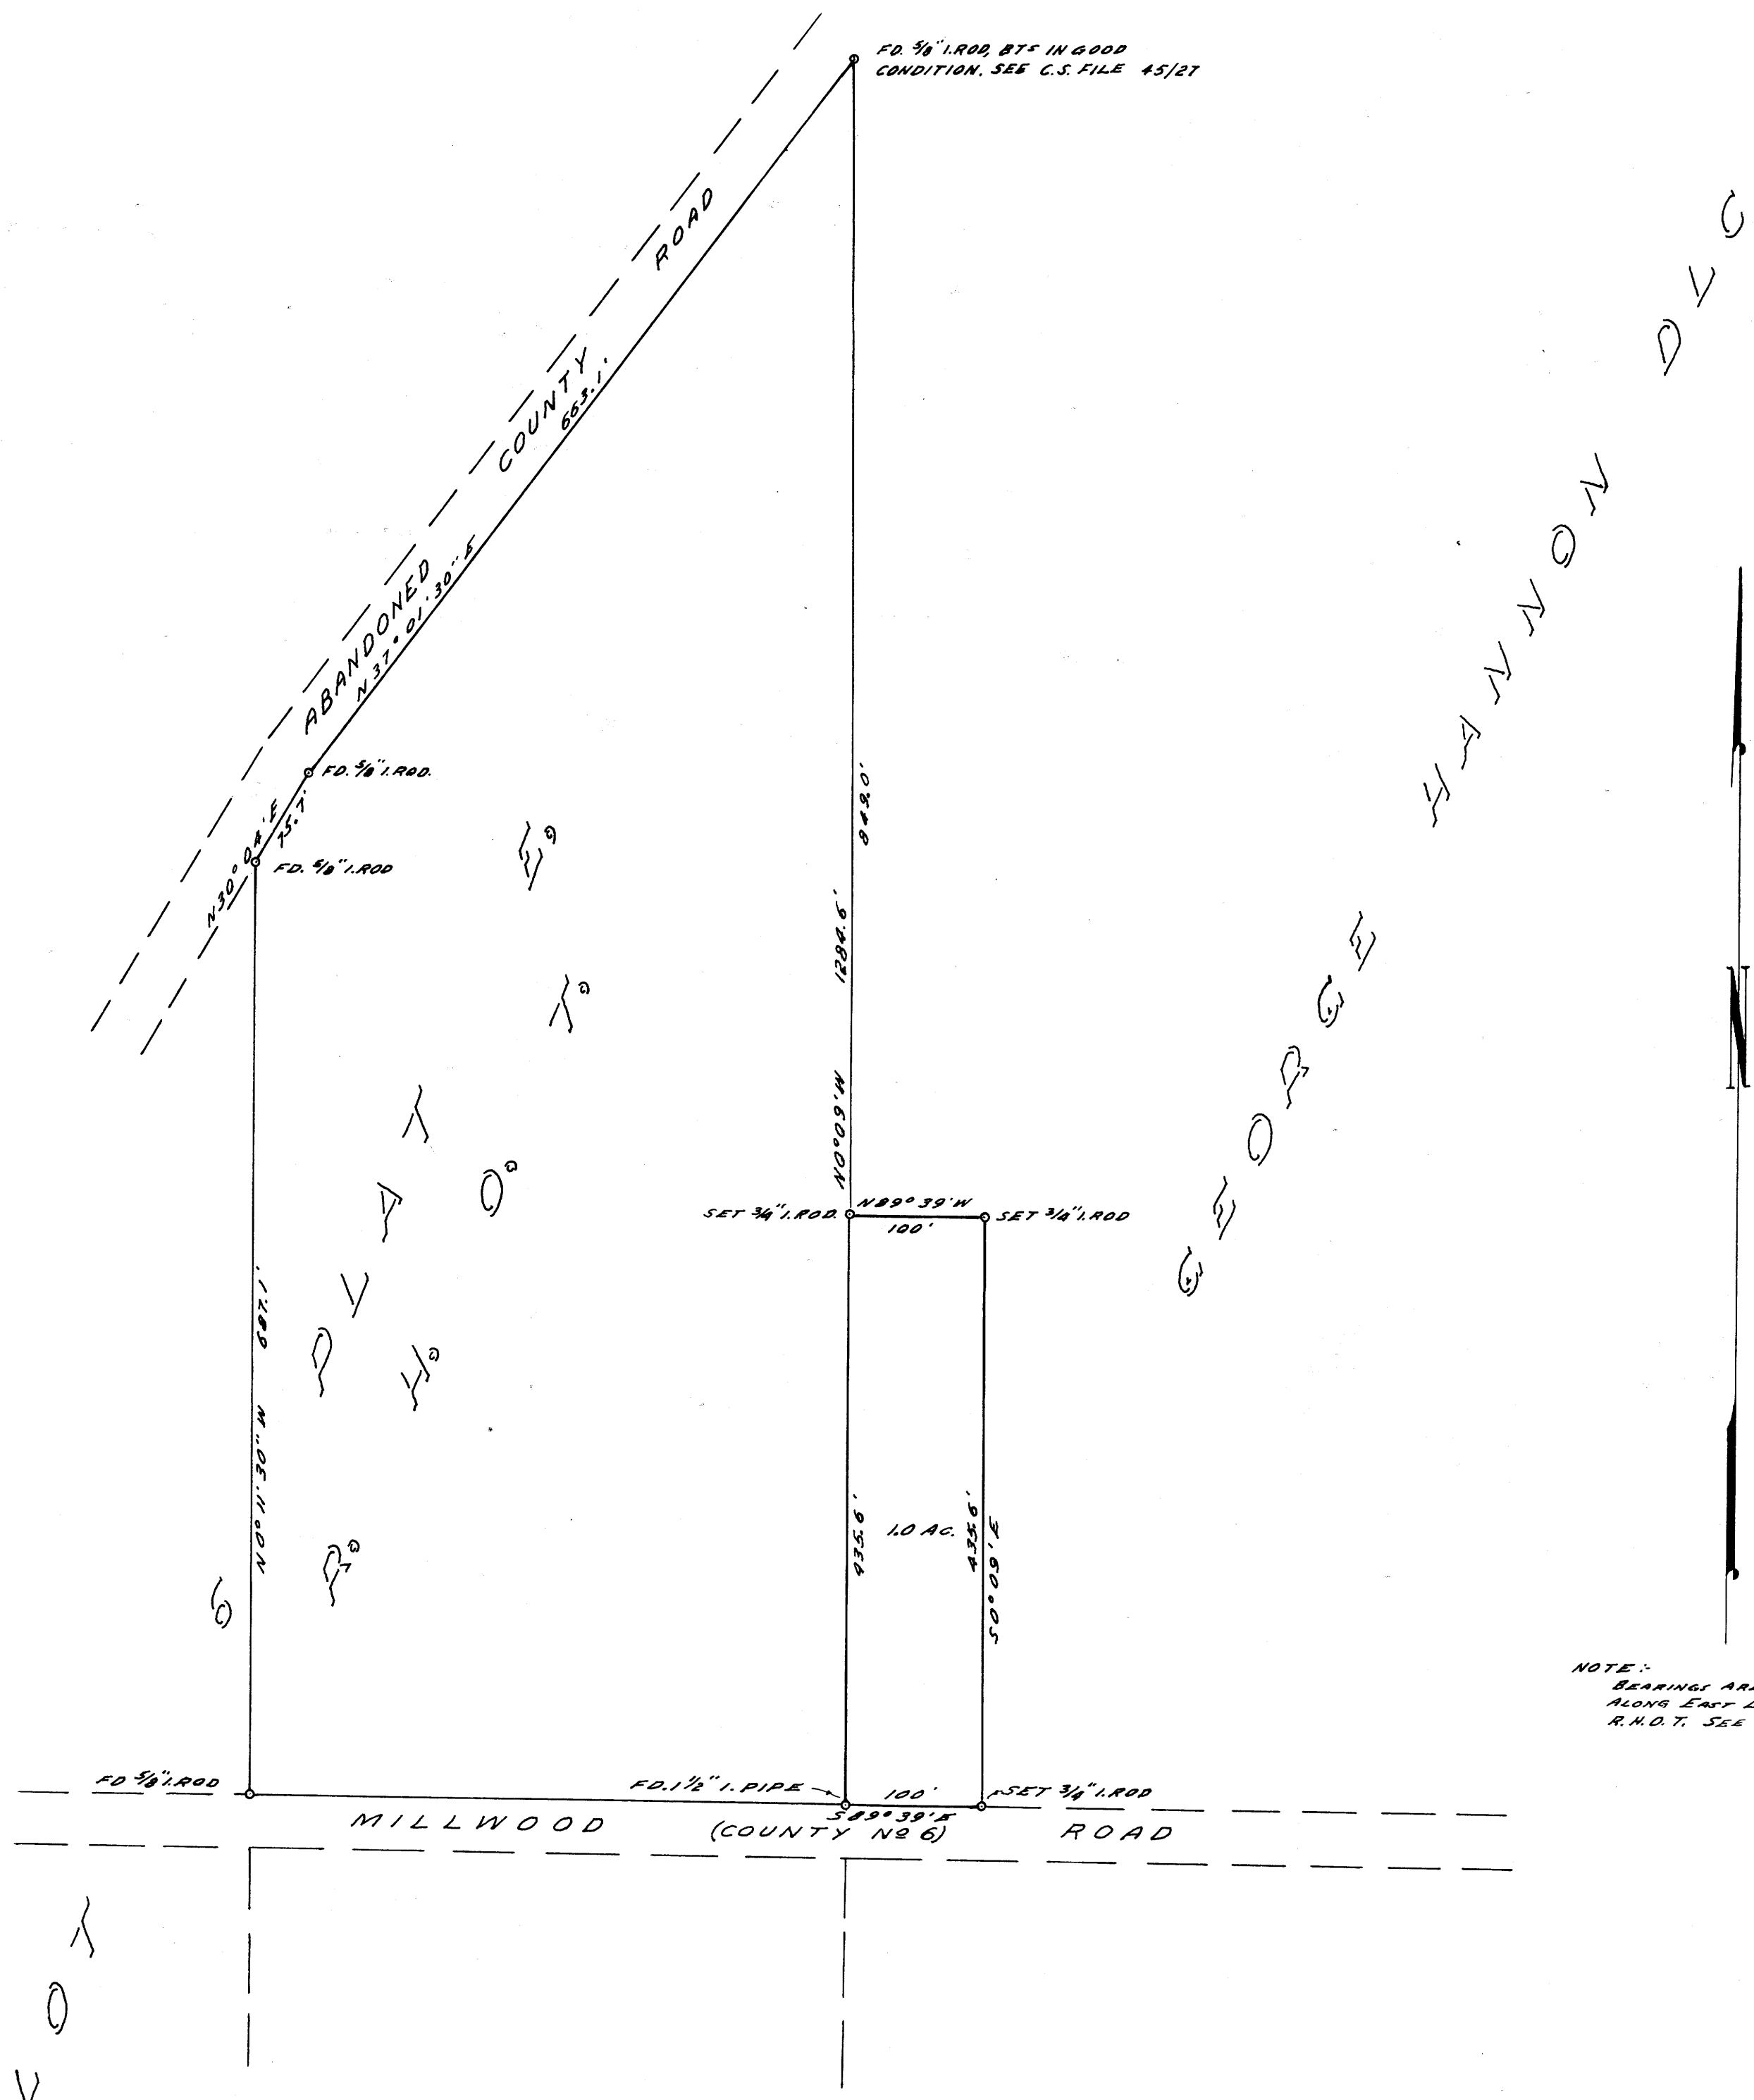 FD. 5/8" I.ROD, BTS IN GOOD
CONDITION. SEE C.S. FILE 45/27
ABANDONED COUNTY ROAD
N37°01'30"E 663.1'
FD. 5/8" I.ROD.
N30°04'E 75.7'
FD. 5/8" I.ROD
849.0'
N0°09'W 1284.6'
GEORGE HANNON DLC
N
SET 3/4" I.ROD.
N89°39'W
100'
SET 3/4" I.ROD
N0°11'30"W 687.1'
435.6'
1.0 AC.
435.6'
S0°09'E
6
NOTE:-
BEARINGS
ALONG EAST
R.H.O.T. SEE
FD 5/8" I.ROD
FD. 1 1/2" I. PIPE
100'
S89°39'E
SET 3/4" I.ROD
MILLWOOD (COUNTY No 6) ROAD